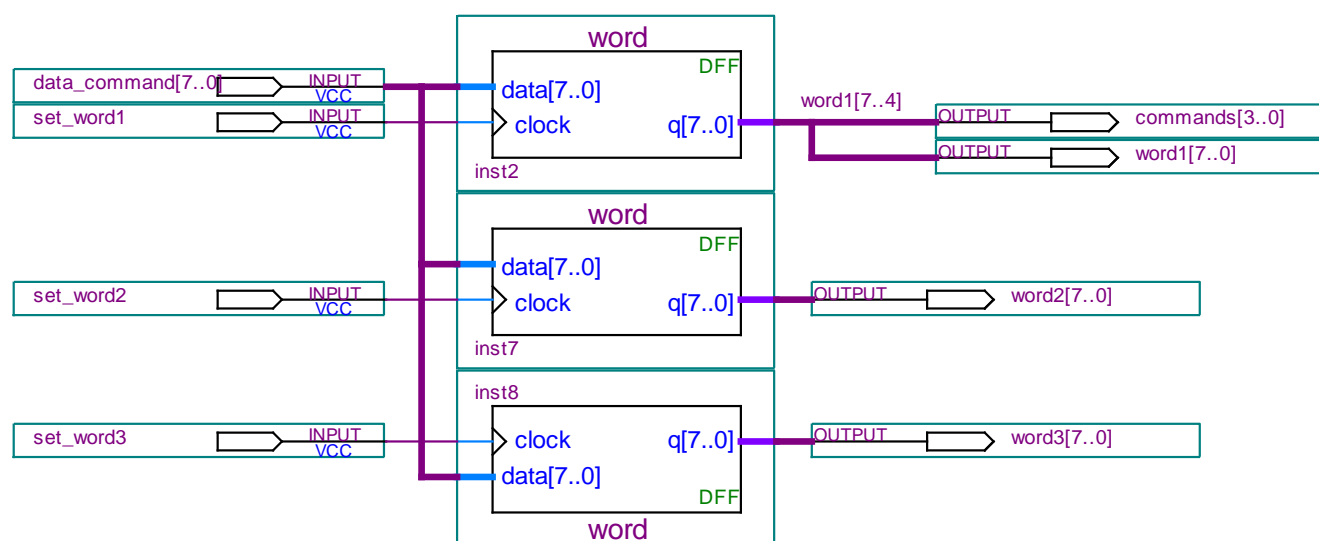 word
DFF
data_command[7..0]
INPUT
VCC
data[7..0]
set_word1
INPUT
VCC
clock
q[7..0]
word1[7..4]
OUTPUT
commands[3..0]
OUTPUT
word1[7..0]
inst2
word
DFF
data[7..0]
set_word2
INPUT
VCC
clock
q[7..0]
OUTPUT
word2[7..0]
inst7
inst8
set_word3
INPUT
VCC
clock
q[7..0]
OUTPUT
word3[7..0]
data[7..0]
DFF
word